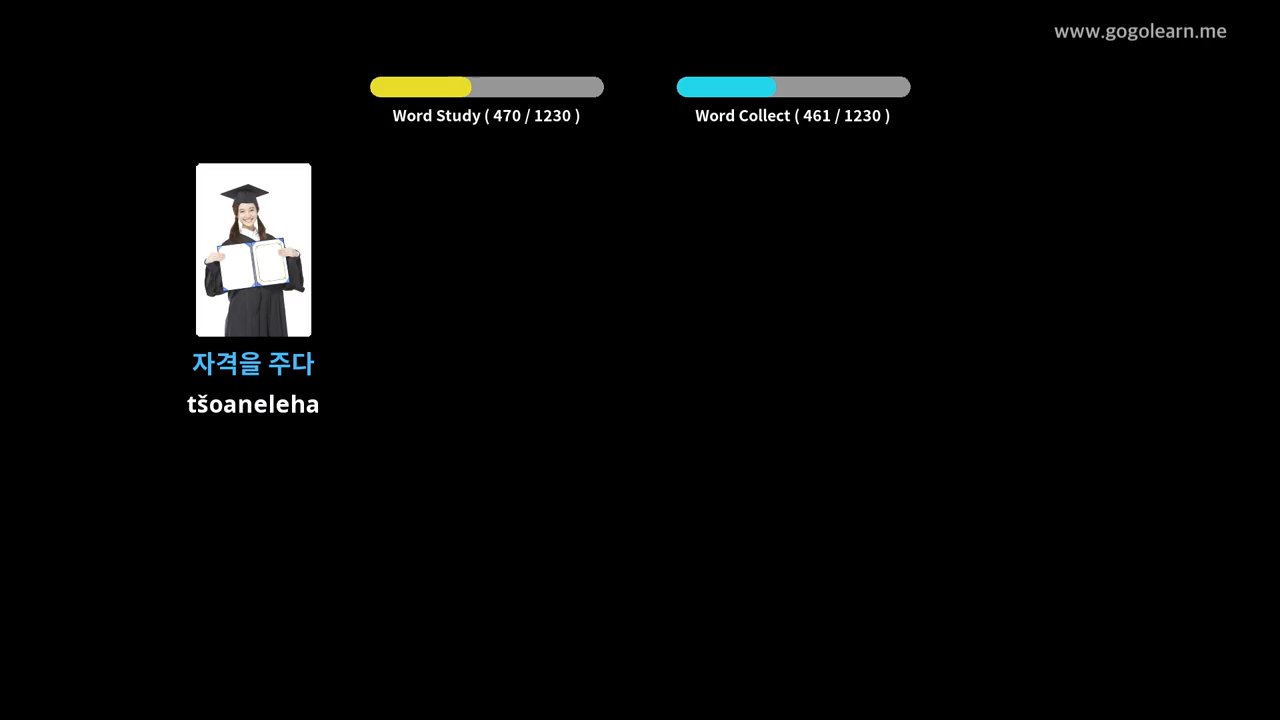 www.gogolearn.me
Word Study ( 470 / 1230 )
Word Collect ( 461 / 1230 )
자격을 주다
tšoaneleha